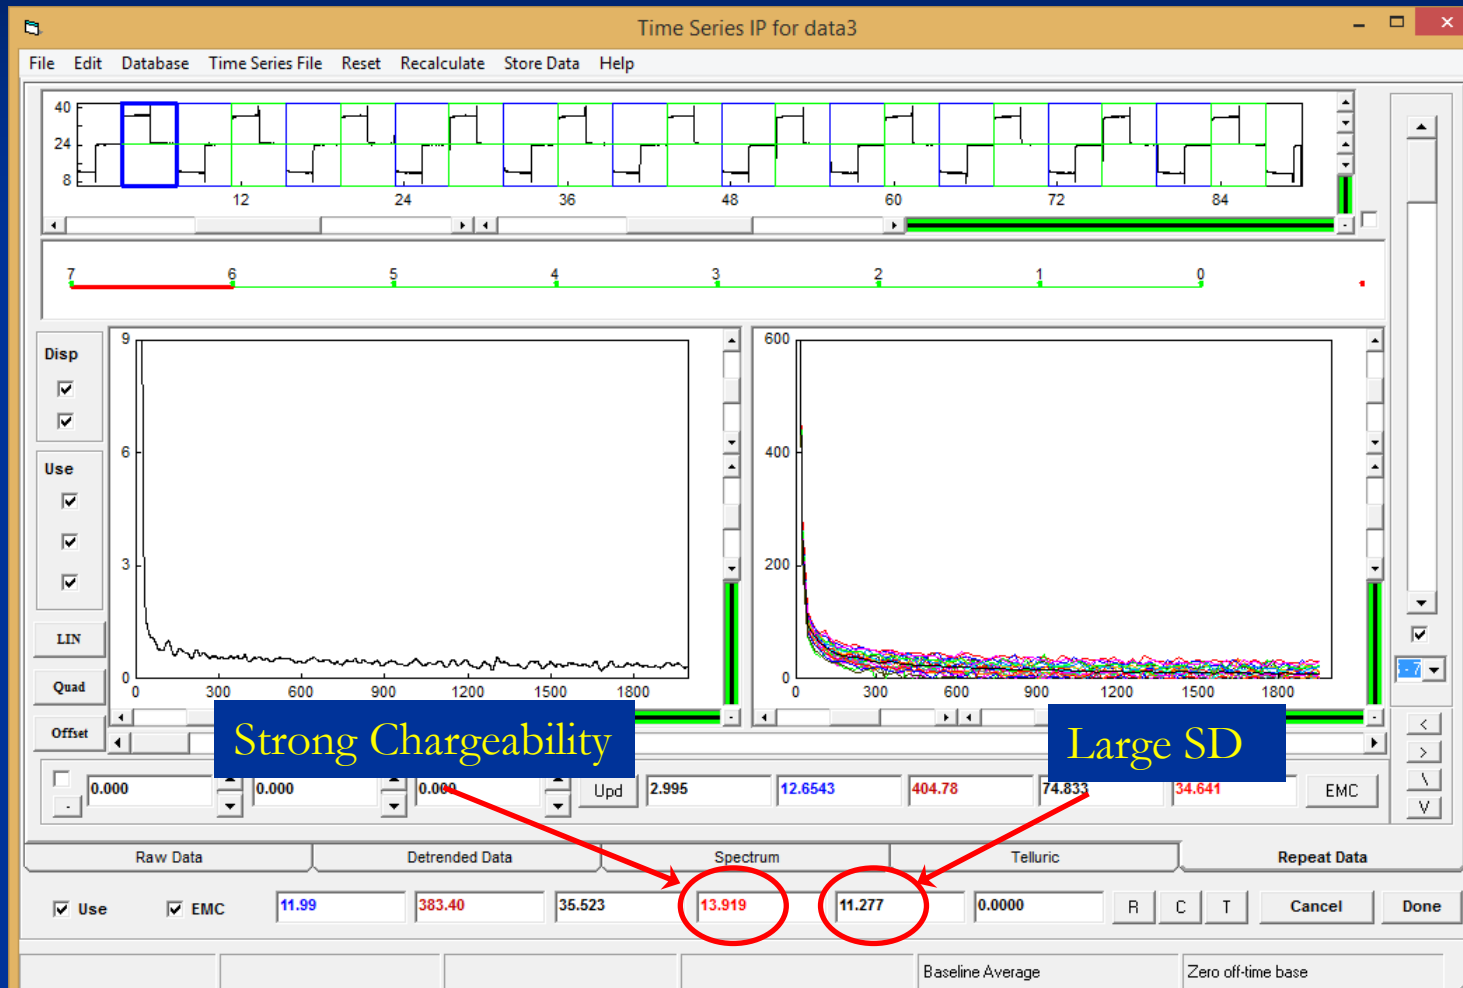 Time Series IP for data3
File Edit Database Time Series File Reset Recalculate Store Data Help
40
24
8
12 24 36 48 60 72 84
7 6 5 4 3 2 1 0
Disp
Use
LIN
Quad
Offset
9
6
3
0
0 300 600 900 1200 1500 1800
600
400
200
0
0 300 600 900 1200 1500 1800
Strong Chargeability
Large SD
0.000 0.000 0.000 Upd 2.995 12.6543 404.78 74.833 34.641 EMC
- 7
< > \ V
Raw Data Detrended Data Spectrum Telluric Repeat Data
Use EMC 11.99 383.40 35.523 13.919 11.277 0.0000 R C T Cancel Done
Baseline Average Zero off-time base